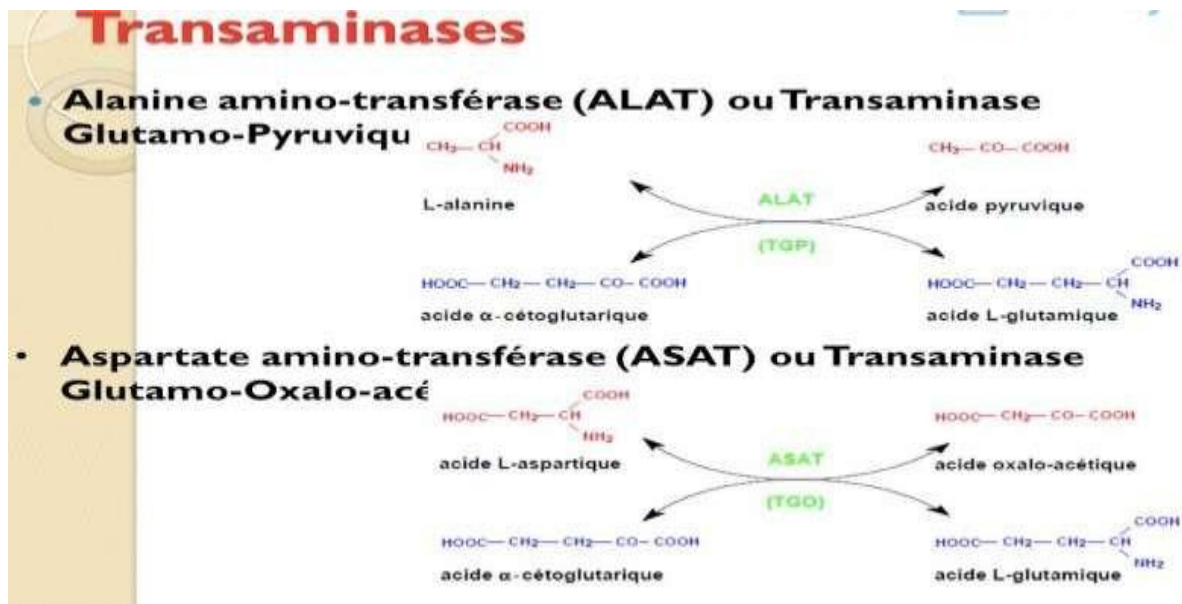 Transaminases
• Alanine amino-transférase (ALAT) ou Transaminase
Glutamo-Pyruviqu
COOH
CH₃— CH
NH₂
L-alanine
ALAT
(TGP)
CH₃— CO— COOH
acide pyruvique
HOOC— CH₂— CH₂— CO- COOH
acide α-cétoglutarique
COOH
HOOC— CH₂— CH₂— CH
NH₂
acide L-glutamique
• Aspartate amino-transférase (ASAT) ou Transaminase
Glutamo-Oxalo-acé
COOH
HOOC— CH₂— CH
NH₂
acide L-aspartique
ASAT
(TGO)
HOOC— CH₂— CO- COOH
acide oxalo-acétique
HOOC— CH₂— CH₂— CO- COOH
acide α-cétoglutarique
COOH
HOOC— CH₂— CH₂— CH
NH₂
acide L-glutamique